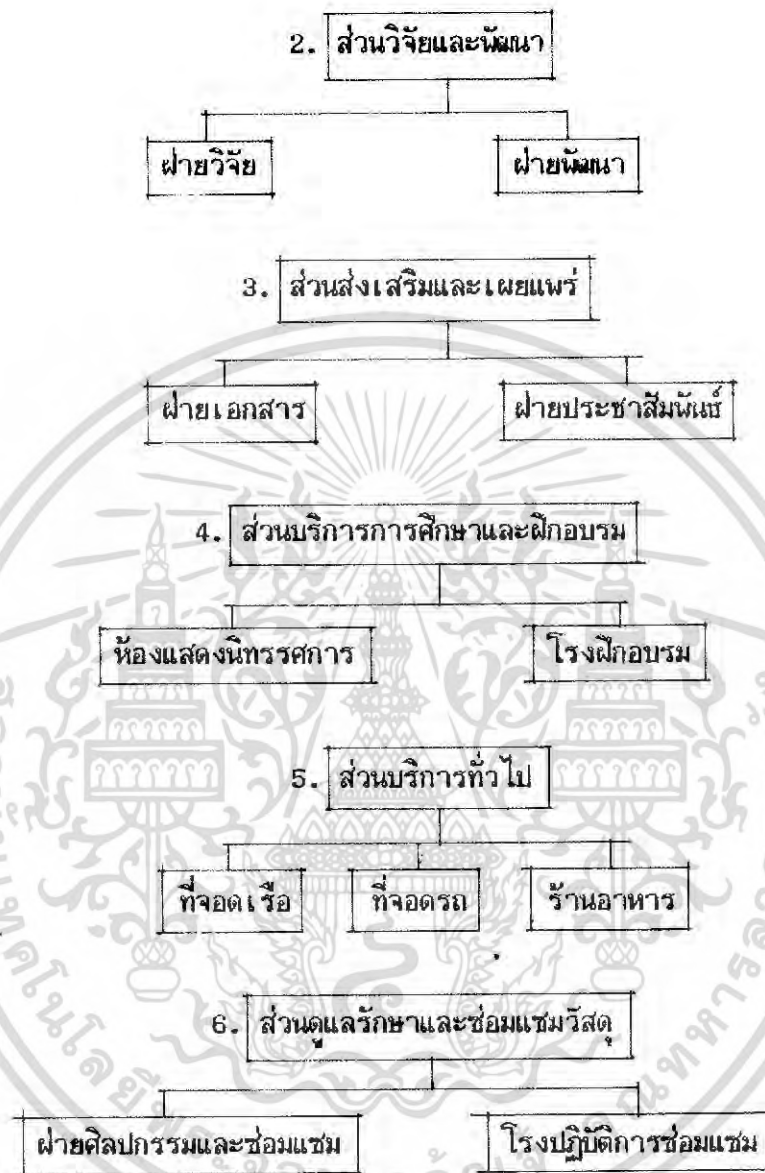 2. ส่วนวิจัยและพัฒนา
ฝ่ายวิจัย ฝ่ายพัฒนา
3. ส่วนส่งเสริมและเผยแพร่
ฝ่ายเอกสาร ฝ่ายประชาสัมพันธ์
4. ส่วนบริการการศึกษาและฝึกอบรม
ห้องแสดงนิทรรศการ โรงฝึกอบรม
5. ส่วนบริการทั่วไป
ที่จอดเรือ ที่จอดรถ ร้านอาหาร
6. ส่วนดูแลรักษาและซ่อมแซมวัสดุ
ฝ่ายศิลปกรรมและซ่อมแซม โรงปฏิบัติการซ่อมแซม